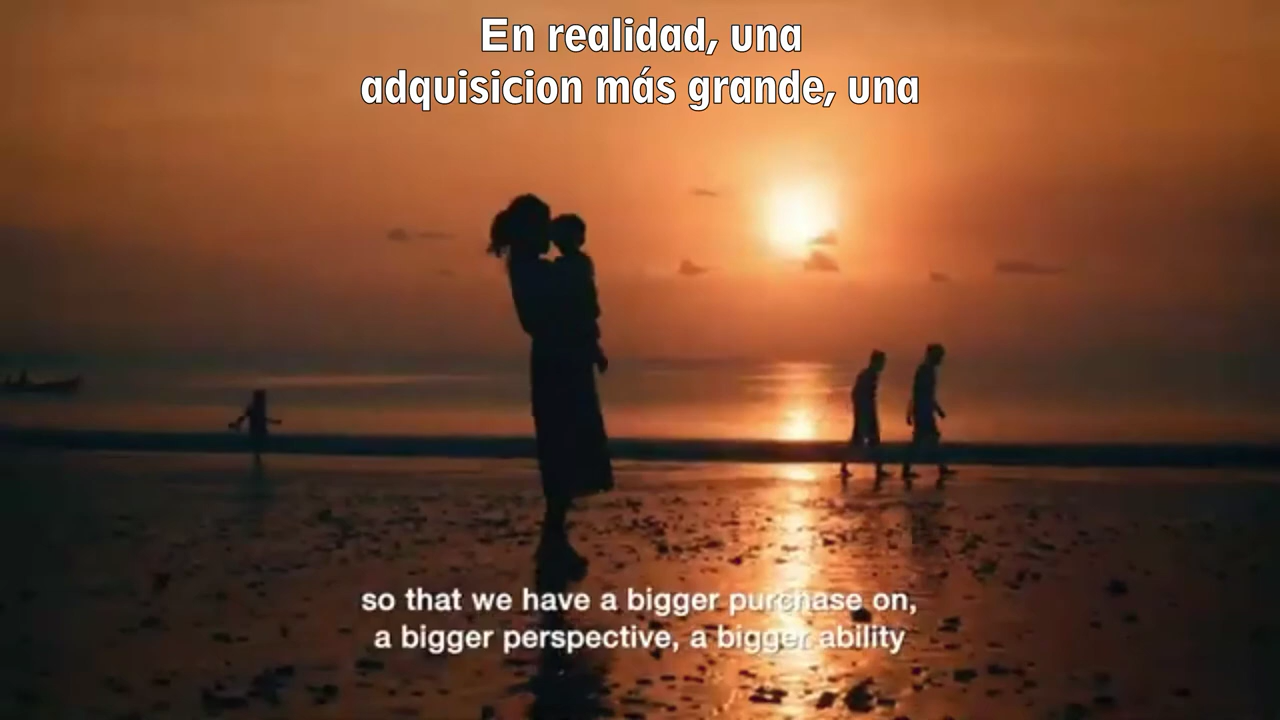 En realidad, una
adquisicion más grande, una
so that we have a bigger purchase on,
a bigger perspective, a bigger ability